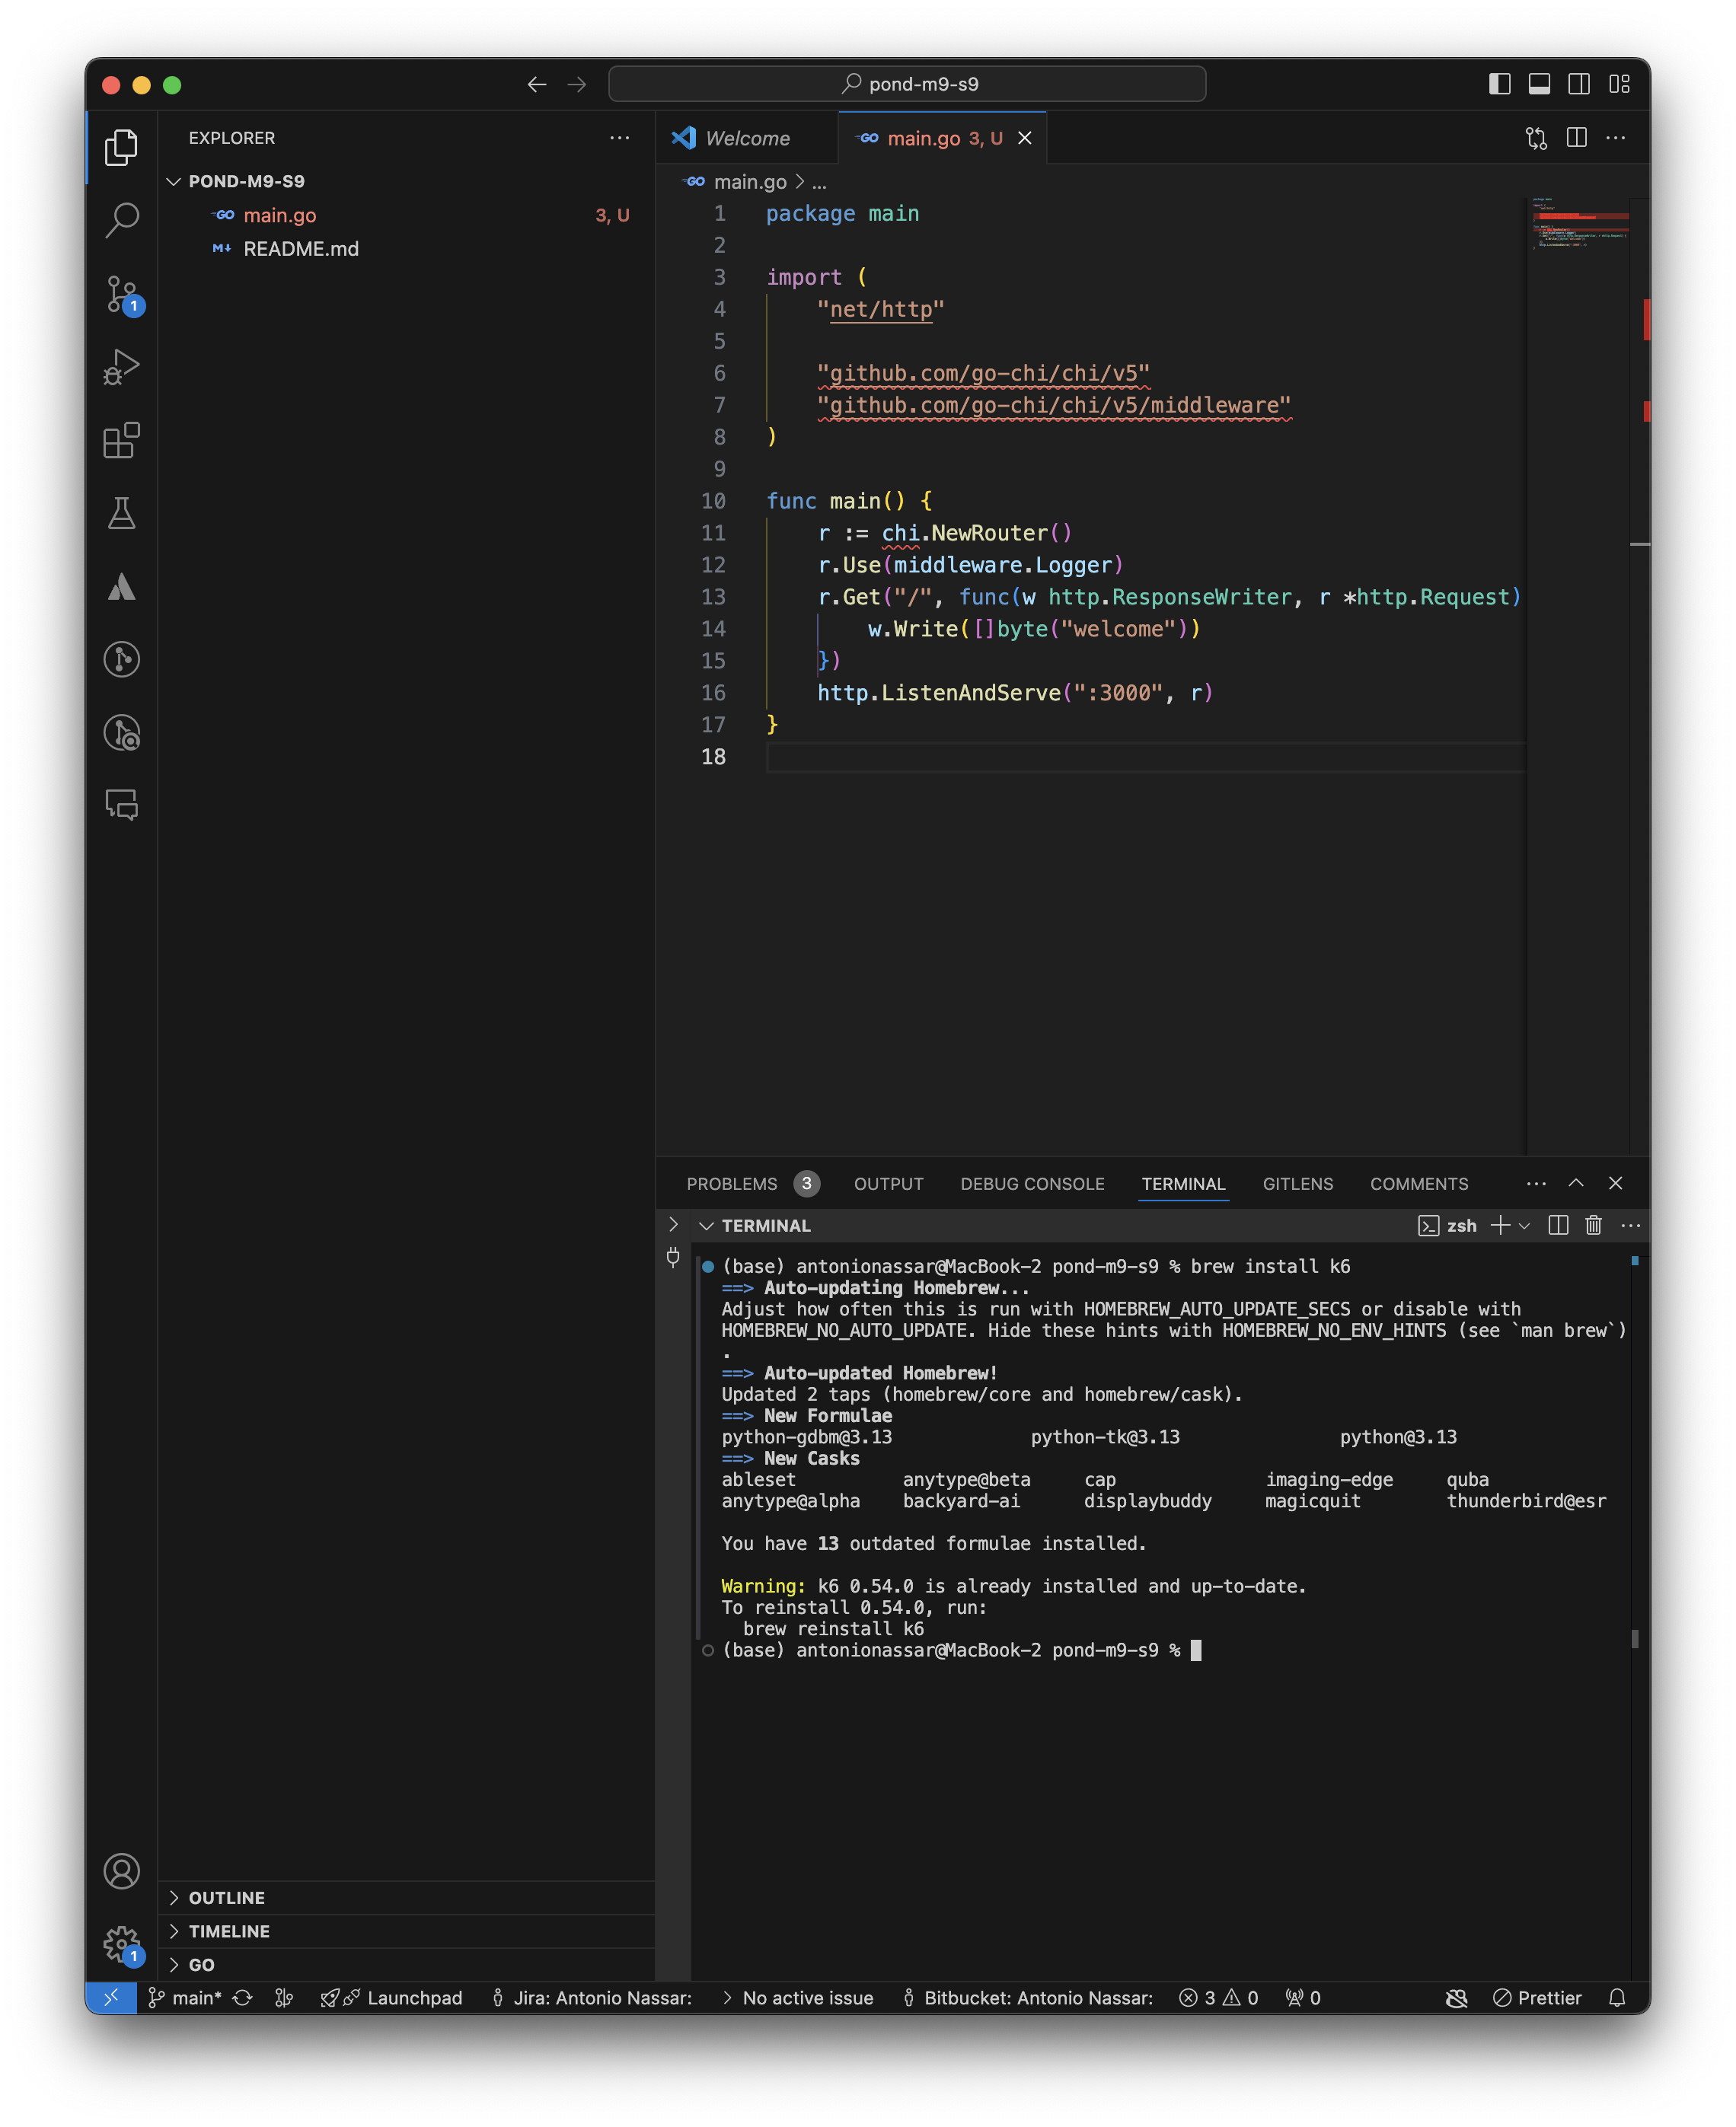 pond-m9-s9
EXPLORER
POND-M9-S9
main.go 3, U
README.md
1
1
Welcome
main.go 3, U
main.go > ...
1 package main
2
3 import (
4 "net/http"
5
6 "github.com/go-chi/chi/v5"
7 "github.com/go-chi/chi/v5/middleware"
8 )
9
10 func main() {
11 r := chi.NewRouter()
12 r.Use(middleware.Logger)
13 r.Get("/", func(w http.ResponseWriter, r *http.Request)
14 w.Write([]byte("welcome"))
15 })
16 http.ListenAndServe(":3000", r)
17 }
18
PROBLEMS 3 OUTPUT DEBUG CONSOLE TERMINAL GITLENS COMMENTS
TERMINAL zsh
(base) antonionassar@MacBook-2 pond-m9-s9 % brew install k6
==> Auto-updating Homebrew...
Adjust how often this is run with HOMEBREW_AUTO_UPDATE_SECS or disable with
HOMEBREW_NO_AUTO_UPDATE. Hide these hints with HOMEBREW_NO_ENV_HINTS (see `man brew`)
.
==> Auto-updated Homebrew!
Updated 2 taps (homebrew/core and homebrew/cask).
==> New Formulae
python-gdbm@3.13 python-tk@3.13 python@3.13
==> New Casks
ableset anytype@beta cap imaging-edge quba
anytype@alpha backyard-ai displaybuddy magicquit thunderbird@esr
You have 13 outdated formulae installed.
Warning: k6 0.54.0 is already installed and up-to-date.
To reinstall 0.54.0, run:
brew reinstall k6
(base) antonionassar@MacBook-2 pond-m9-s9 %
OUTLINE
TIMELINE
GO
main* Launchpad Jira: Antonio Nassar: No active issue Bitbucket: Antonio Nassar: 3 0 0 Prettier